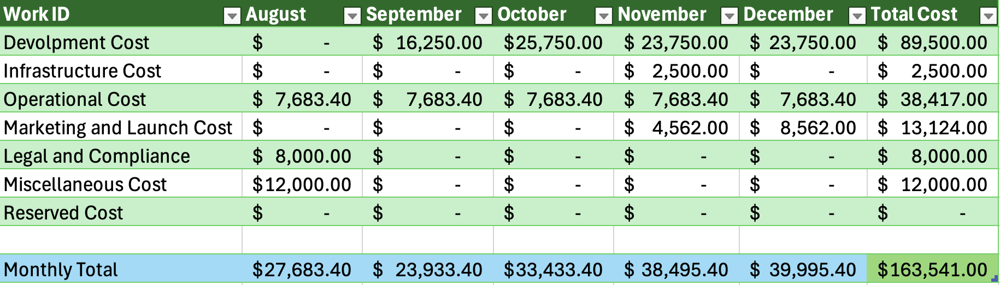 Work ID August September October November December Total Cost
Devolpment Cost $ - $ 16,250.00 $25,750.00 $ 23,750.00 $ 23,750.00 $ 89,500.00
Infrastructure Cost $ - $ - $ - $ 2,500.00 $ - $ 2,500.00
Operational Cost $ 7,683.40 $ 7,683.40 $ 7,683.40 $ 7,683.40 $ 7,683.40 $ 38,417.00
Marketing and Launch Cost $ - $ - $ - $ 4,562.00 $ 8,562.00 $ 13,124.00
Legal and Compliance $ 8,000.00 $ - $ - $ - $ - $ 8,000.00
Miscellaneous Cost $12,000.00 $ - $ - $ - $ - $ 12,000.00
Reserved Cost $ - $ - $ - $ - $ - $ -
Monthly Total $27,683.40 $ 23,933.40 $33,433.40 $ 38,495.40 $ 39,995.40 $163,541.00